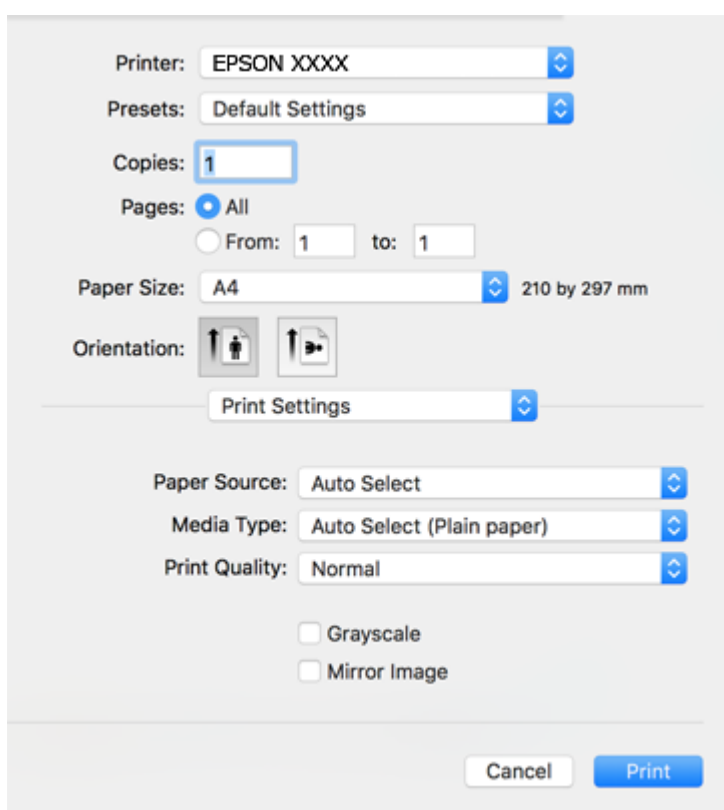 Printer: EPSON XXXX
Presets: Default Settings
Copies: 1
Pages: All
From: 1 to: 1
Paper Size: A4 210 by 297 mm
Orientation:
Print Settings
Paper Source: Auto Select
Media Type: Auto Select (Plain paper)
Print Quality: Normal
Grayscale
Mirror Image
Cancel Print